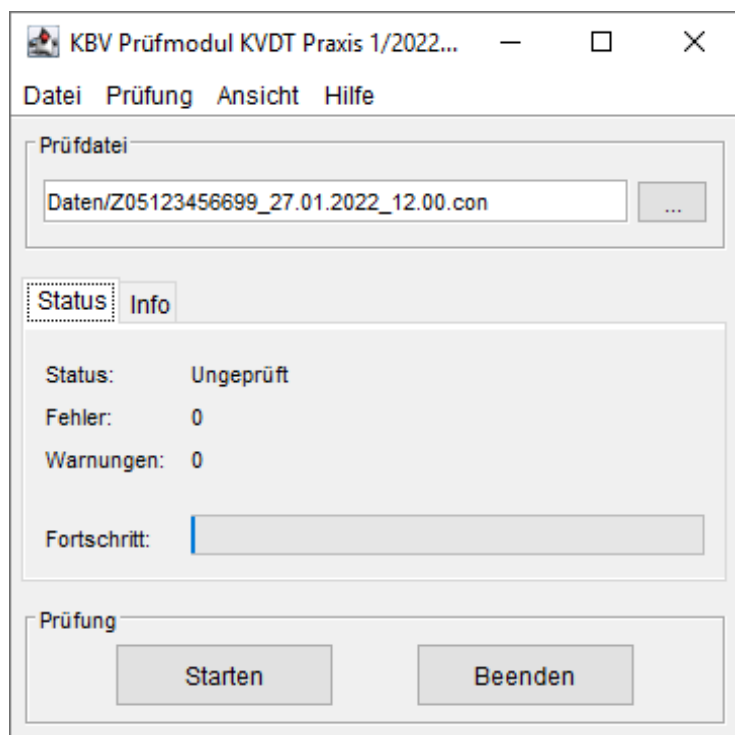 KBV Prüfmodul KVDT Praxis 1/2022...
Datei Prüfung Ansicht Hilfe
Prüfdatei
Daten/Z05123456699_27.01.2022_12.00.con
...
Status Info
Status: Ungeprüft
Fehler: 0
Warnungen: 0
Fortschritt:
Prüfung
Starten Beenden